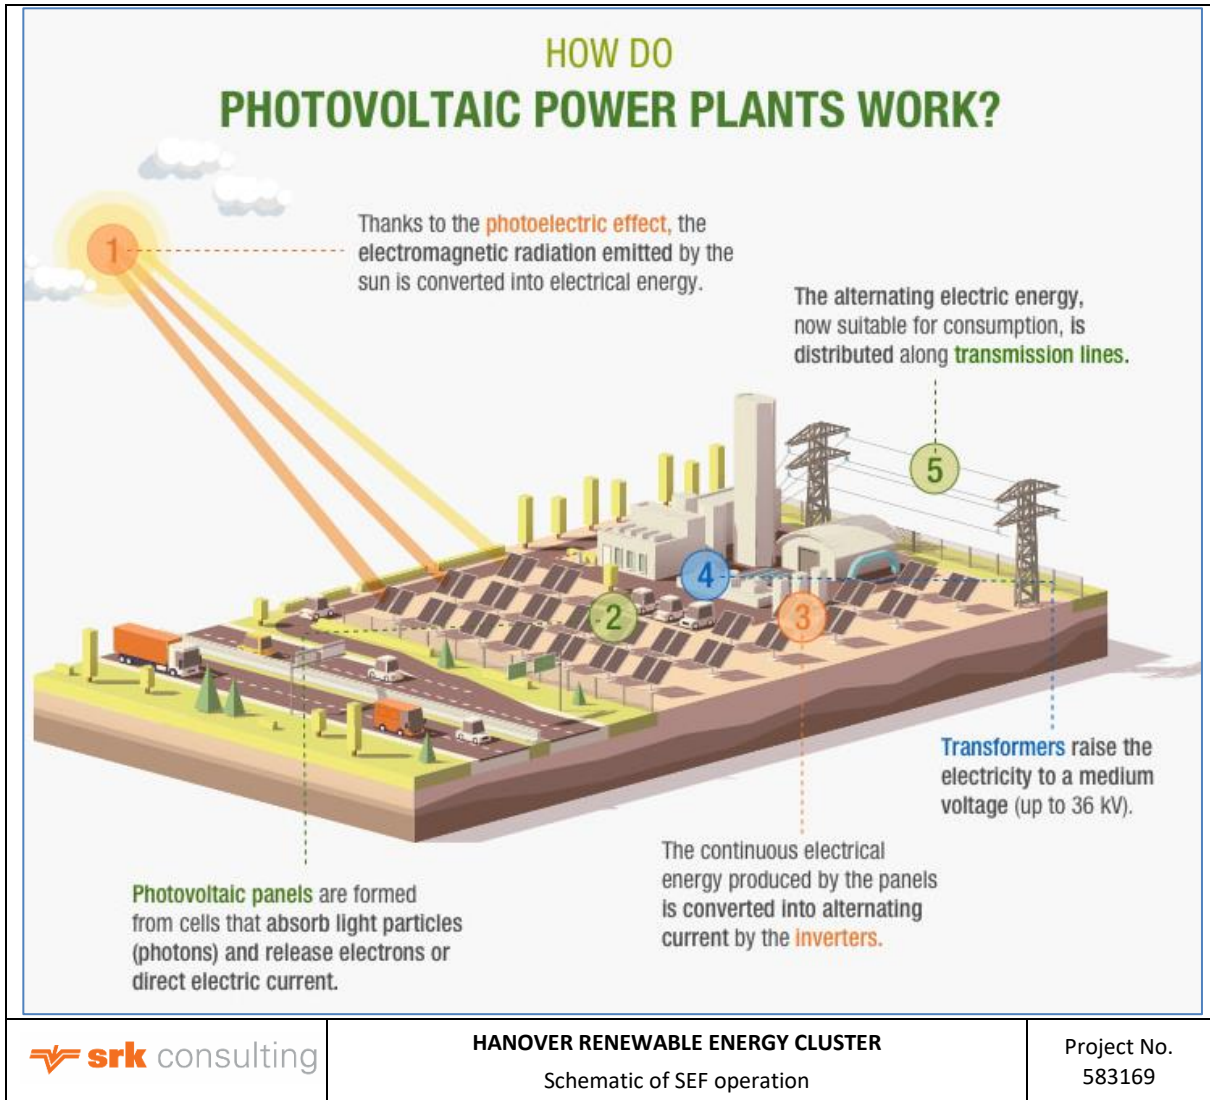 HOW DO
PHOTOVOLTAIC POWER PLANTS WORK?
1
Thanks to the photoelectric effect, the
electromagnetic radiation emitted by the
sun is converted into electrical energy.
The alternating electric energy,
now suitable for consumption, is
distributed along transmission lines.
5
4
2
3
Transformers raise the
electricity to a medium
voltage (up to 36 kV).
The continuous electrical
energy produced by the panels
is converted into alternating
current by the inverters.
Photovoltaic panels are formed
from cells that absorb light particles
(photons) and release electrons or
direct electric current.
srk consulting
HANOVER RENEWABLE ENERGY CLUSTER
Schematic of SEF operation
Project No.
583169